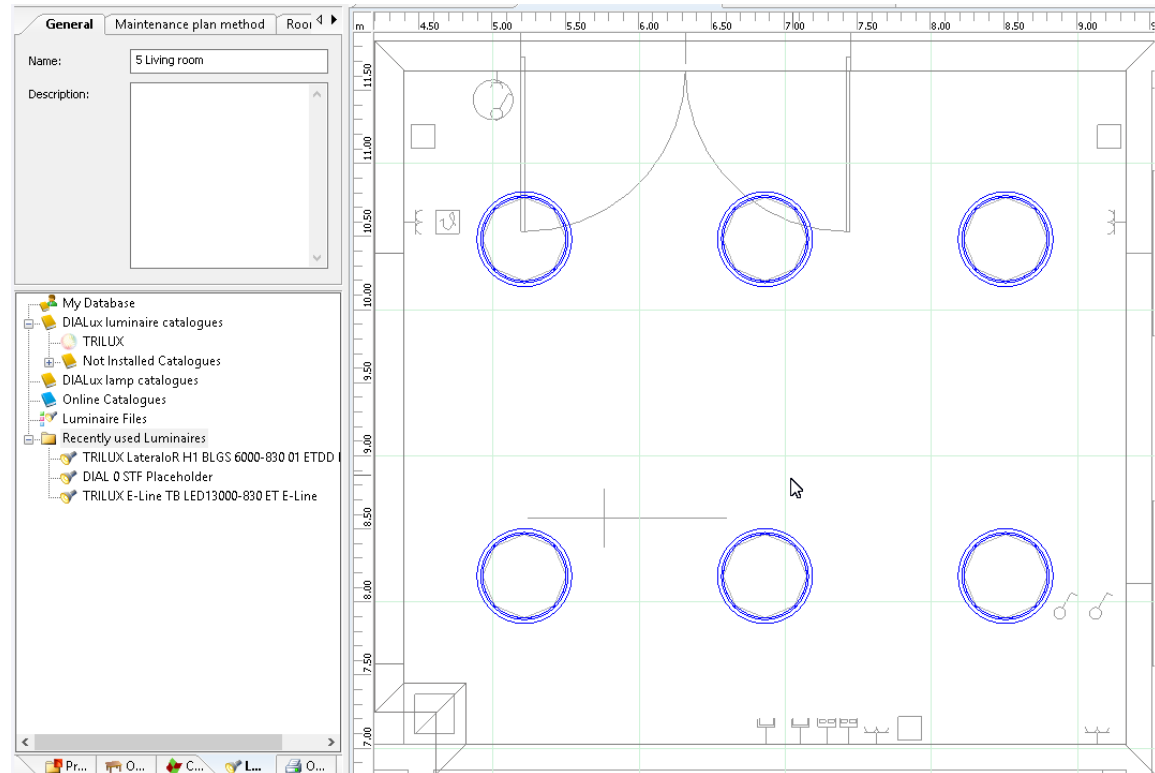 General Maintenance plan method Roo
Name: 5 Living room
Description:
My Database
DIALux luminaire catalogues
TRILUX
Not Installed Catalogues
DIALux lamp catalogues
Online Catalogues
Luminaire Files
Recently used Luminaires
TRILUX LateraloR H1 BLGS 6000-830 01 ETDD
DIAL 0 STF Placeholder
TRILUX E-Line TB LED13000-830 ET E-Line
Pr... O... C... L... O...
m 4.50 5.00 5.50 6.00 6.50 7.00 7.50 8.00 8.50 9.00
11.50
11.00
10.50
10.00
9.50
9.00
8.50
8.00
7.50
7.00